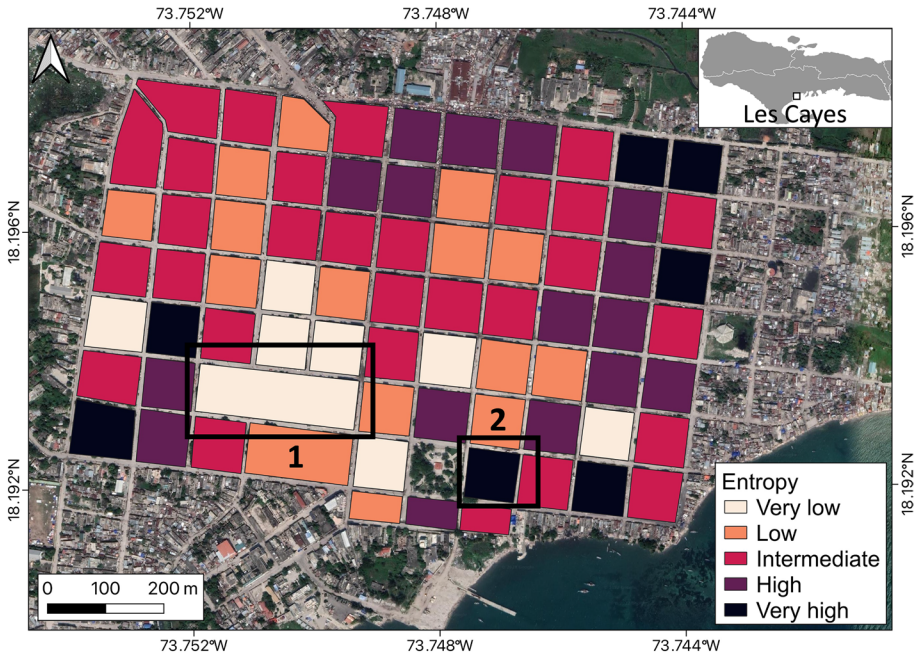 73.752°W 73.748°W 73.744°W
Les Cayes
18.196°N 18.196°N
2
1
18.192°N 18.192°N
Entropy
Very low
Low
Intermediate
High
Very high
0 100 200 m
73.752°W 73.748°W 73.744°W